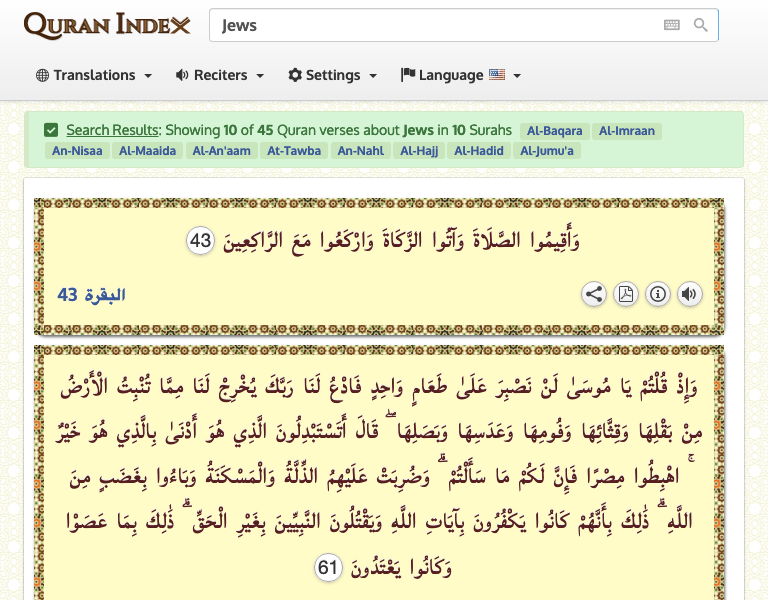 QURAN INDEX
Jews
Translations Reciters Settings Language
Search Results: Showing 10 of 45 Quran verses about Jews in 10 Surahs Al-Baqara Al-Imraan
An-Nisaa Al-Maaida Al-An'aam At-Tawba An-Nahl Al-Hajj Al-Hadid Al-Jumu'a
وَأَقِيمُوا الصَّلَاةَ وَآتُوا الزَّكَاةَ وَارْكَعُوا مَعَ الرَّاكِعِينَ 43
البقرة 43
وَإِذْ قُلْتُمْ يَا مُوسَىٰ لَنْ نَصْبِرَ عَلَىٰ طَعَامٍ وَاحِدٍ فَادْعُ لَنَا رَبَّكَ يُخْرِجْ لَنَا مِمَّا تُنْبِتُ الْأَرْضُ
مِنْ بَقْلِهَا وَقِثَّائِهَا وَفُومِهَا وَعَدَسِهَا وَبَصَلِهَا ۖ قَالَ أَتَسْتَبْدِلُونَ الَّذِي هُوَ أَدْنَىٰ بِالَّذِي هُوَ خَيْرٌ
ۚ اهْبِطُوا مِصْرًا فَإِنَّ لَكُمْ مَا سَأَلْتُمْ ۗ وَضُرِبَتْ عَلَيْهِمُ الذِّلَّةُ وَالْمَسْكَنَةُ وَبَاءُوا بِغَضَبٍ مِنَ
اللَّهِ ۗ ذَٰلِكَ بِأَنَّهُمْ كَانُوا يَكْفُرُونَ بِآيَاتِ اللَّهِ وَيَقْتُلُونَ النَّبِيِّينَ بِغَيْرِ الْحَقِّ ۗ ذَٰلِكَ بِمَا عَصَوْا
وَكَانُوا يَعْتَدُونَ 61